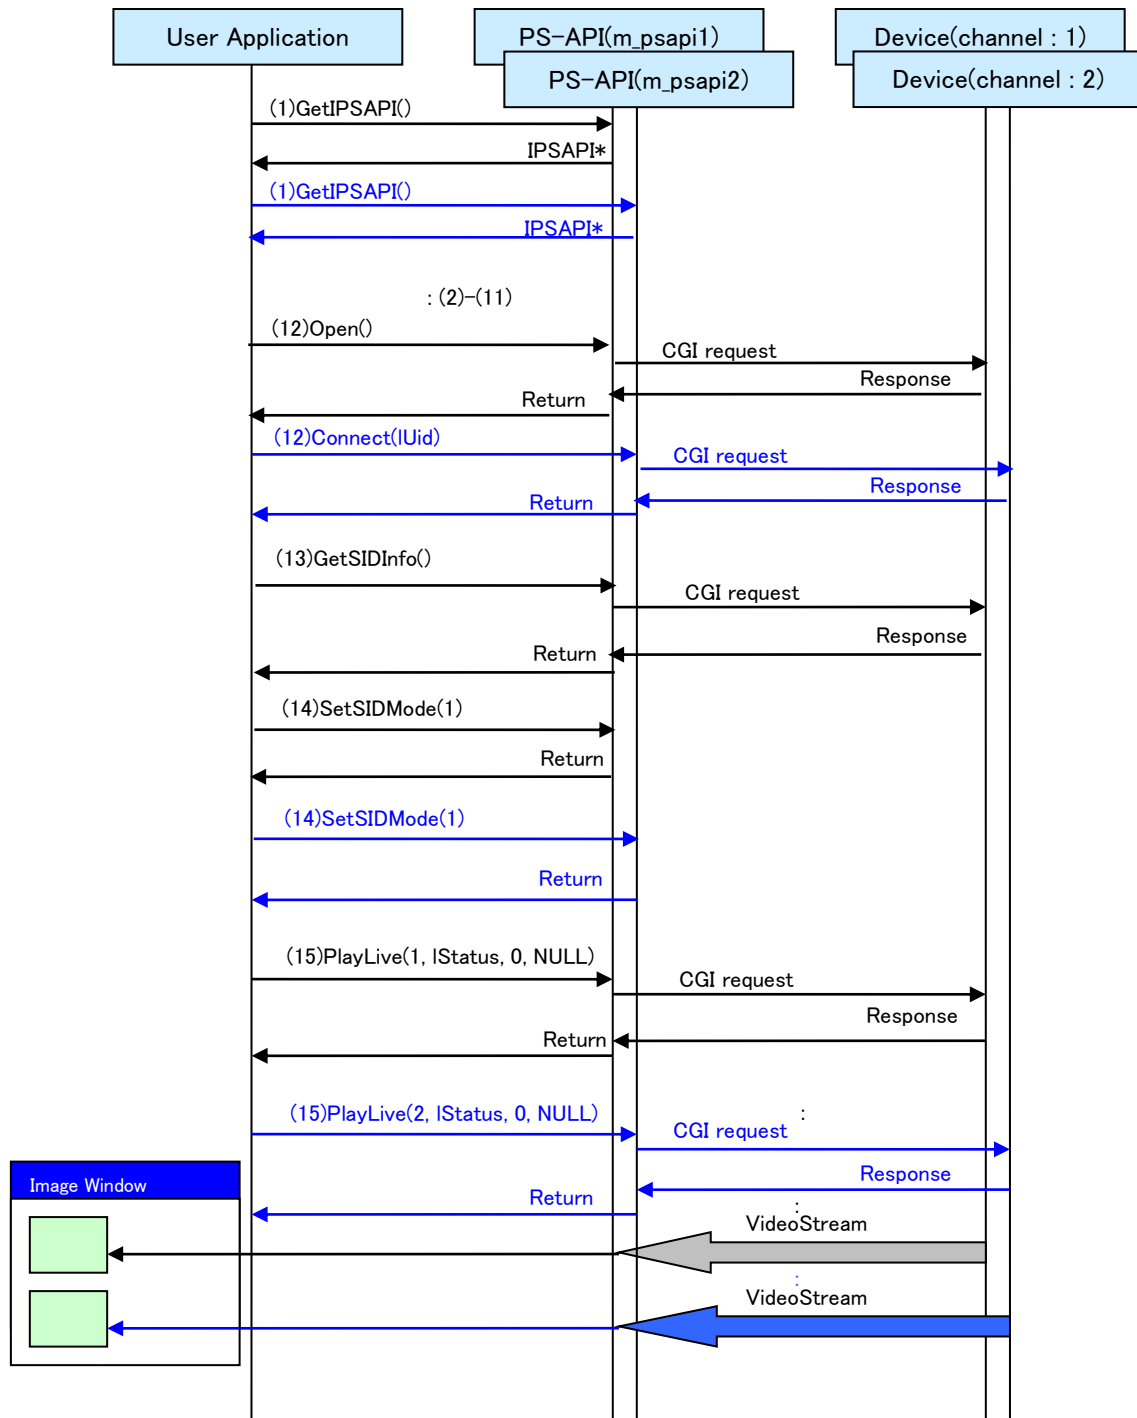 User Application
PS-API(m_psapi1)
Device(channel : 1)
PS-API(m_psapi2)
Device(channel : 2)
(1)GetIPSAPI()
IPSAPI*
(1)GetIPSAPI()
IPSAPI*
: (2)-(11)
(12)Open()
CGI request
Response
Return
(12)Connect(lUid)
CGI request
Response
Return
(13)GetSIDInfo()
CGI request
Response
Return
(14)SetSIDMode(1)
Return
(14)SetSIDMode(1)
Return
(15)PlayLive(1, lStatus, 0, NULL)
CGI request
Response
Return
(15)PlayLive(2, lStatus, 0, NULL)
:
CGI request
Response
Image Window
Return
:
VideoStream
:
VideoStream